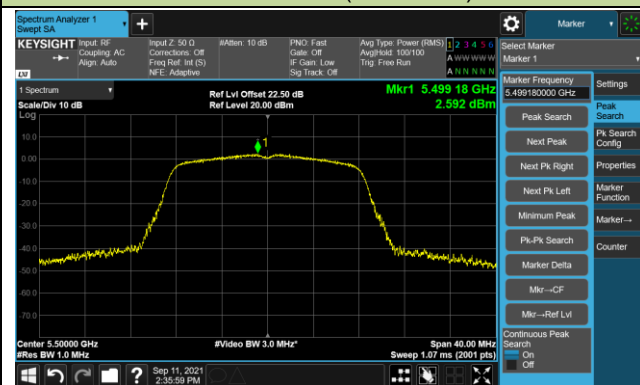 Spectrum Analyzer 1
Swept SA
Marker
KEYSIGHT
Input: RF
Coupling: AC
Align: Auto
Input Z: 50 Ω
Corrections: Off
Freq Ref: Int (S)
NFE: Adaptive
#Atten: 10 dB
PNO: Fast
Gate: Off
IF Gain: Low
Sig Track: Off
Avg Type: Power (RMS)
Avg|Hold: 100/100
Trig: Free Run
1 2 3 4 5 6
A W W W W W
A N N N N N
LXI
Select Marker
Marker 1
1 Spectrum
Scale/Div 10 dB
Log
Ref Lvl Offset 22.50 dB
Ref Level 20.00 dBm
Mkr1 5.499 18 GHz
2.592 dBm
10.0
0.00
-10.0
-20.0
-30.0
-40.0
-50.0
-60.0
-70.0
1
Center 5.50000 GHz
#Res BW 1.0 MHz
#Video BW 3.0 MHz*
Span 40.00 MHz
Sweep 1.07 ms (2001 pts)
Marker Frequency
5.499180000 GHz
Peak Search
Next Peak
Next Pk Right
Next Pk Left
Minimum Peak
Pk-Pk Search
Marker Delta
Mkr→CF
Mkr→Ref Lvl
Continuous Peak
Search
On
Off
Settings
Peak
Search
Pk Search
Config
Properties
Marker
Function
Marker→
Counter
Sep 11, 2021
2:35:59 PM